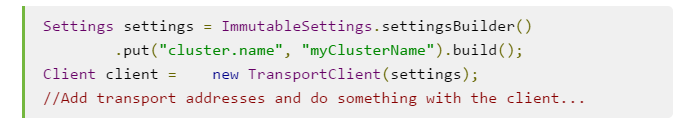 Settings settings = ImmutableSettings.settingsBuilder()
        .put("cluster.name", "myClusterName").build();
Client client =    new TransportClient(settings);
//Add transport addresses and do something with the client...